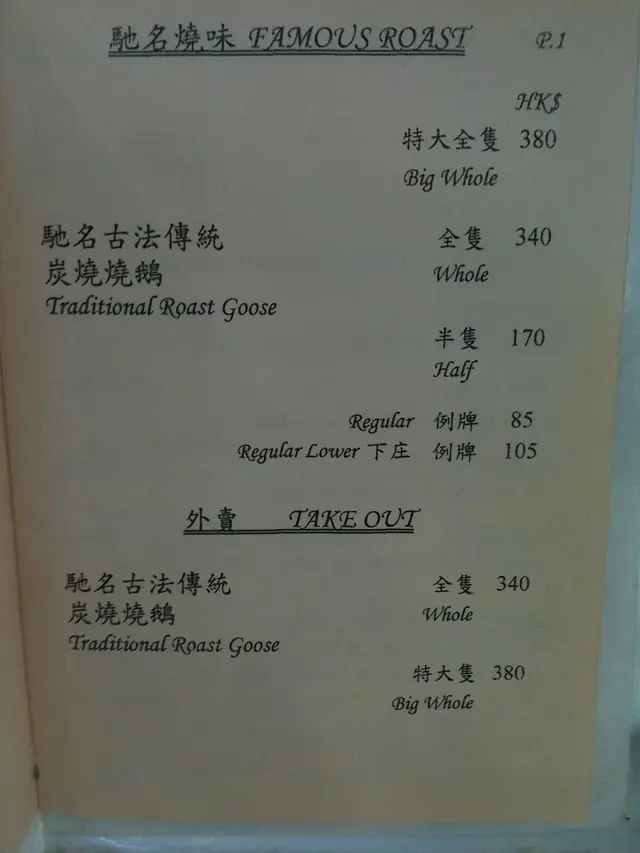 馳名燒味 FAMOUS ROAST P.1
HK$
特大全隻 380
Big Whole
馳名古法傳統 全隻 340
炭燒燒鵝 Whole
Traditional Roast Goose
半隻 170
Half
Regular 例牌 85
Regular Lower 下庄 例牌 105
外賣 TAKE OUT
馳名古法傳統 全隻 340
炭燒燒鵝 Whole
Traditional Roast Goose
特大隻 380
Big Whole